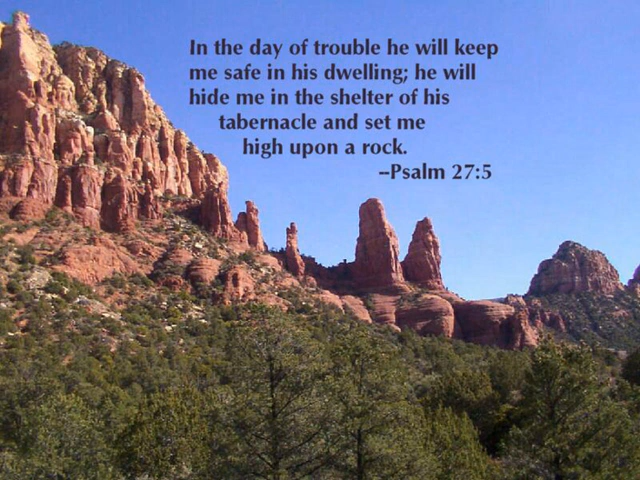 In the day of trouble he will keep
me safe in his dwelling; he will
hide me in the shelter of his
tabernacle and set me
high upon a rock.
--Psalm 27:5